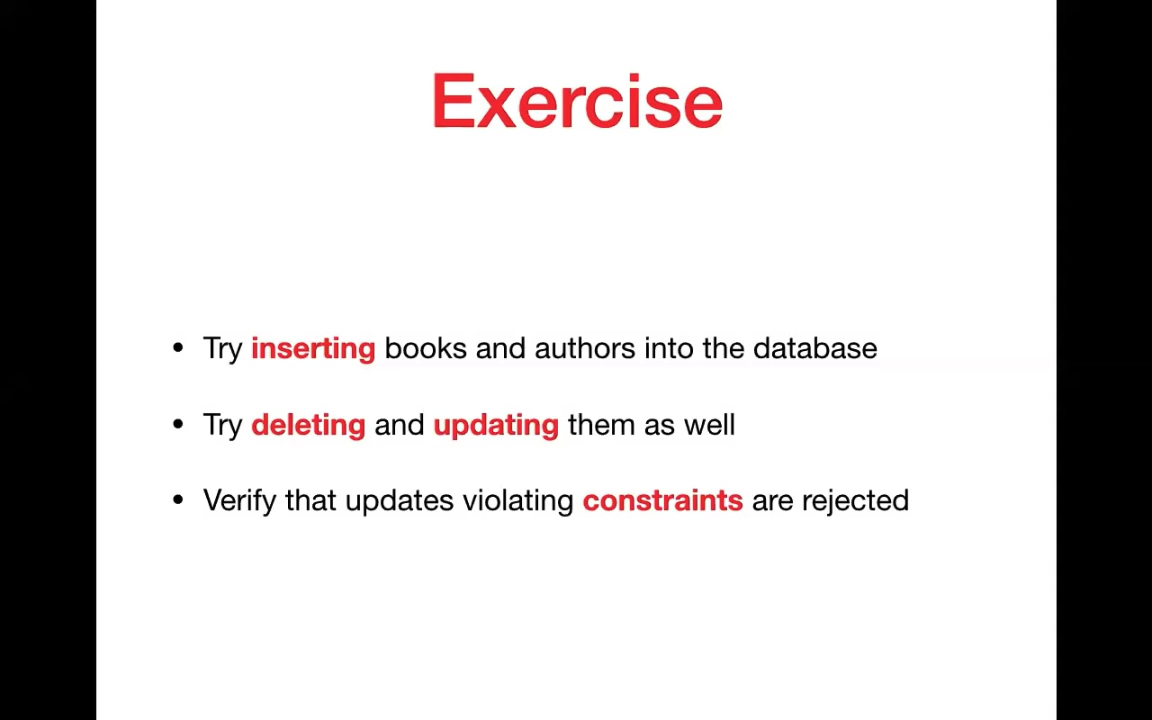 Exercise
• Try inserting books and authors into the database
• Try deleting and updating them as well
• Verify that updates violating constraints are rejected